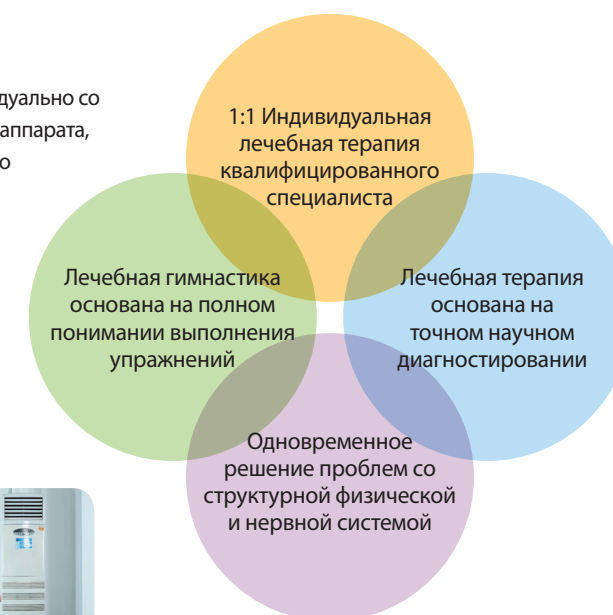 дуально со
аппарата,
о
1:1 Индивидуальная
лечебная терапия
квалифицированного
специалиста
Лечебная гимнастика
основана на полном
понимании выполнения
упражнений
Лечебная терапия
основана на
точном научном
диагностировании
Одновременное
решение проблем со
структурной физической
и нервной системой